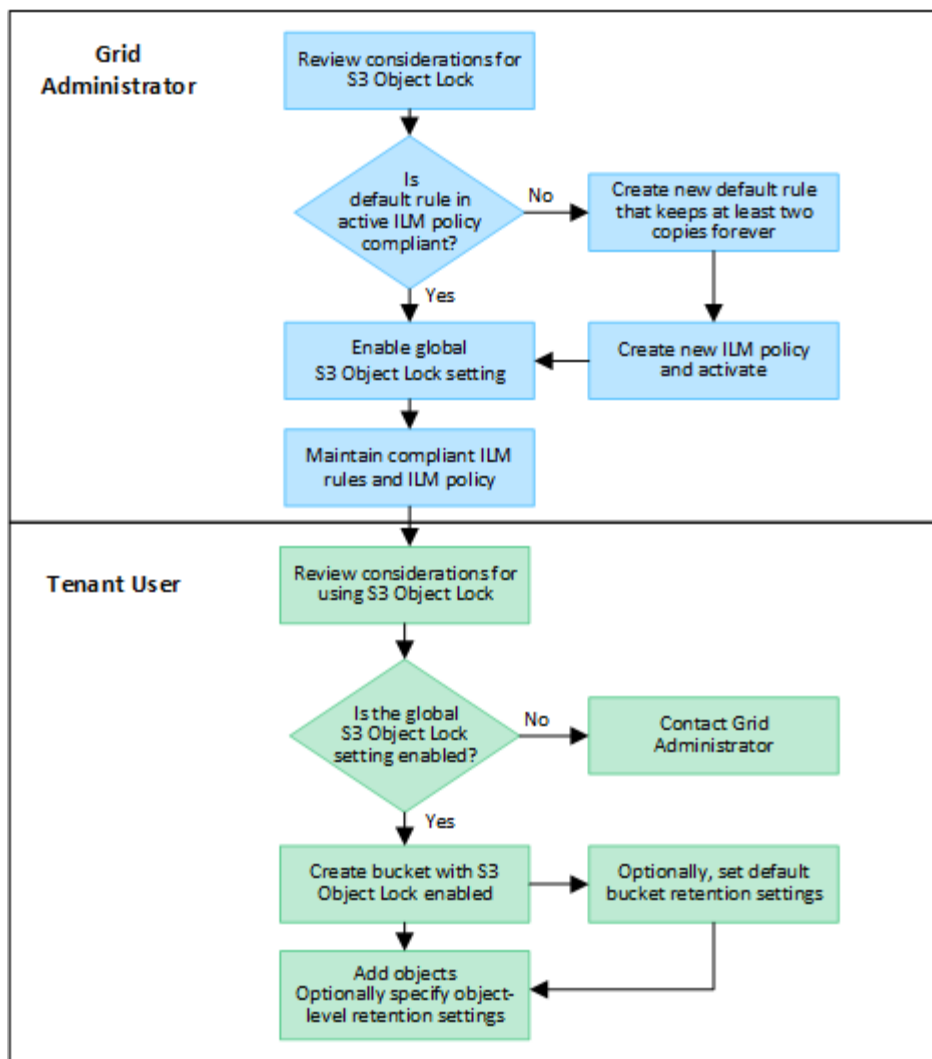 Grid
Administrator
Review considerations for
S3 Object Lock
Is
default rule in
active ILM policy
compliant?
No
Create new default rule
that keeps at least two
copies forever
Yes
Enable global
S3 Object Lock setting
Create new ILM policy
and activate
Maintain compliant ILM
rules and ILM policy
Tenant User
Review considerations for
using S3 Object Lock
Is the global
S3 Object Lock
setting enabled?
No
Contact Grid
Administrator
Yes
Create bucket with S3
Object Lock enabled
Optionally, set default
bucket retention settings
Add objects
Optionally specify object-
level retention settings